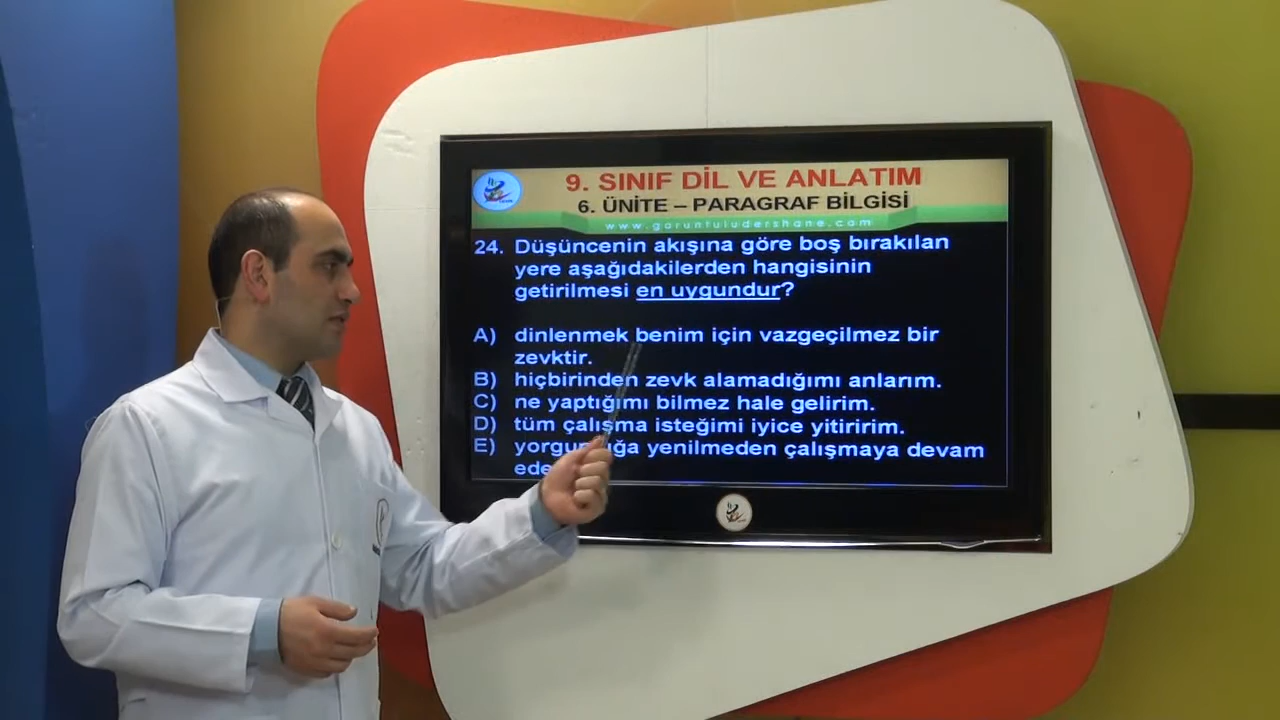 9. SINIF DİL VE ANLATIM
6. ÜNİTE – PARAGRAF BİLGİSİ
www.goruntuludershane.com
24. Düşüncenin akışına göre boş bırakılan
yere aşağıdakilerden hangisinin
getirilmesi en uygundur?
A) dinlenmek benim için vazgeçilmez bir
zevktir.
B) hiçbirinden zevk alamadığımı anlarım.
C) ne yaptığımı bilmez hale gelirim.
D) tüm çalışma isteğimi iyice yitiririm.
E) yenilmeden çalışmaya devam